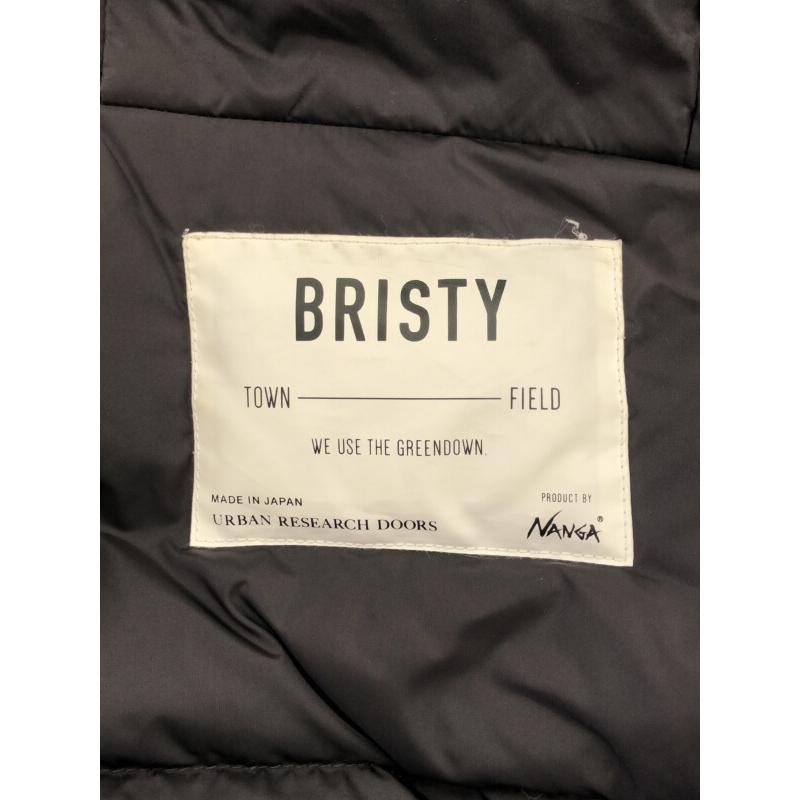 BRISTY
TOWN FIELD
WE USE THE GREENDOWN.
MADE IN JAPAN
URBAN RESEARCH DOORS
PRODUCT BY
NANGA®